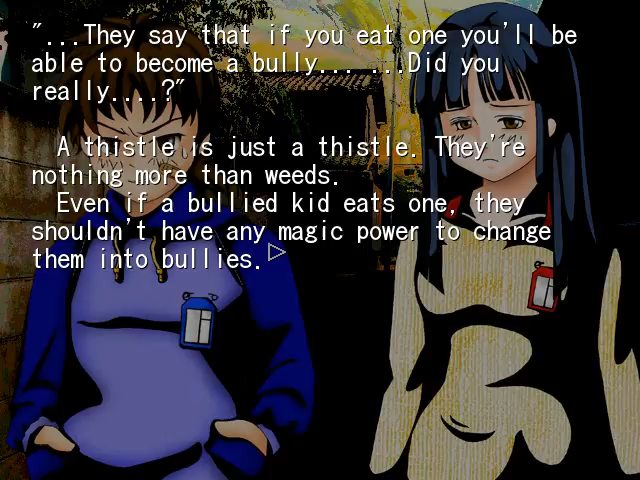 "...They say that if you eat one you'll be
able to become a bully... ...Did you
really....?"
A thistle is just a thistle. They're
nothing more than weeds.
Even if a bullied kid eats one, they
shouldn't have any magic power to change
them into bullies.